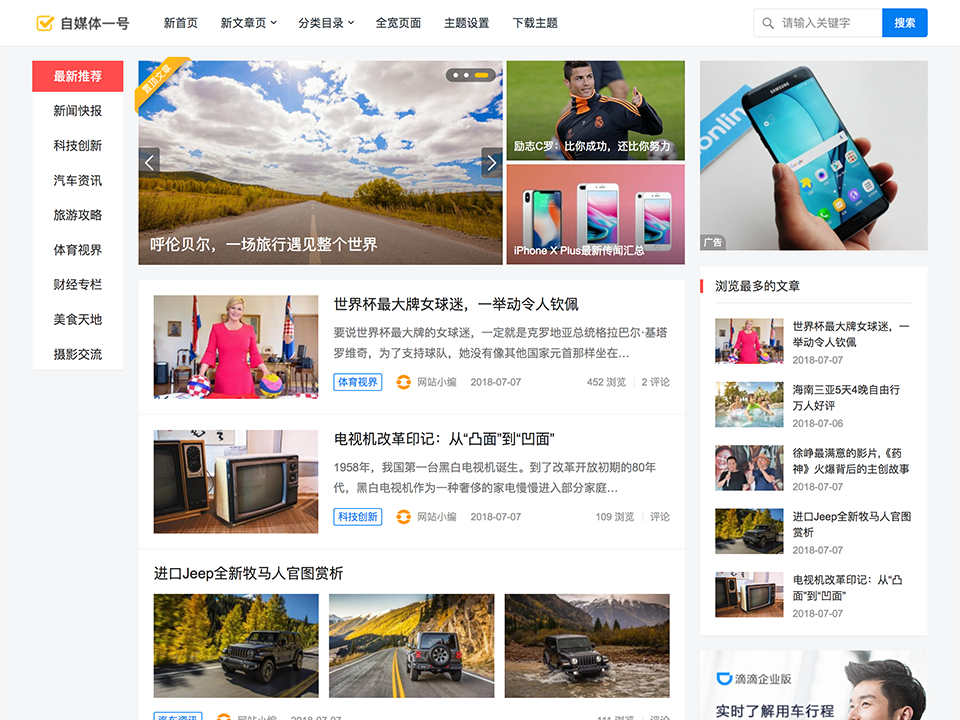 自媒体一号
新首页
新文章页
分类目录
全宽页面
主题设置
下载主题
请输入关键字
搜索
最新推荐
新闻快报
科技创新
汽车资讯
旅游攻略
体育视界
财经专栏
美食天地
摄影交流
置顶文章
呼伦贝尔，一场旅行遇见整个世界
励志C罗：比你成功，还比你努力
iPhone X Plus最新传闻汇总
SAMSUNG
online
Google
广告
世界杯最大牌女球迷，一举动令人钦佩
要说世界杯最大牌的女球迷，一定就是克罗地亚总统格拉巴尔·基塔
罗维奇，为了支持球队，她没有像其他国家元首那样坐在…
体育视界 网站小编 2018-07-07 452 浏览 2 评论
电视机改革印记：从“凸面”到“凹面”
1958年，我国第一台黑白电视机诞生。到了改革开放初期的80年
代，黑白电视机作为一种奢侈的家电慢慢进入部分家庭…
科技创新 网站小编 2018-07-07 109 浏览 评论
进口Jeep全新牧马人官图赏析
汽车资讯 网站小编 2018-07-07 111 浏览 评论
浏览最多的文章
世界杯最大牌女球迷，一
举动令人钦佩
2018-07-07
海南三亚5天4晚自由行
万人好评
2018-07-06
徐峥最满意的影片,《药
神》火爆背后的主创故事
2018-07-07
进口Jeep全新牧马人官图
赏析
2018-07-07
电视机改革印记：从“凸
面”到“凹面”
2018-07-07
滴滴企业版
实时了解用车行程